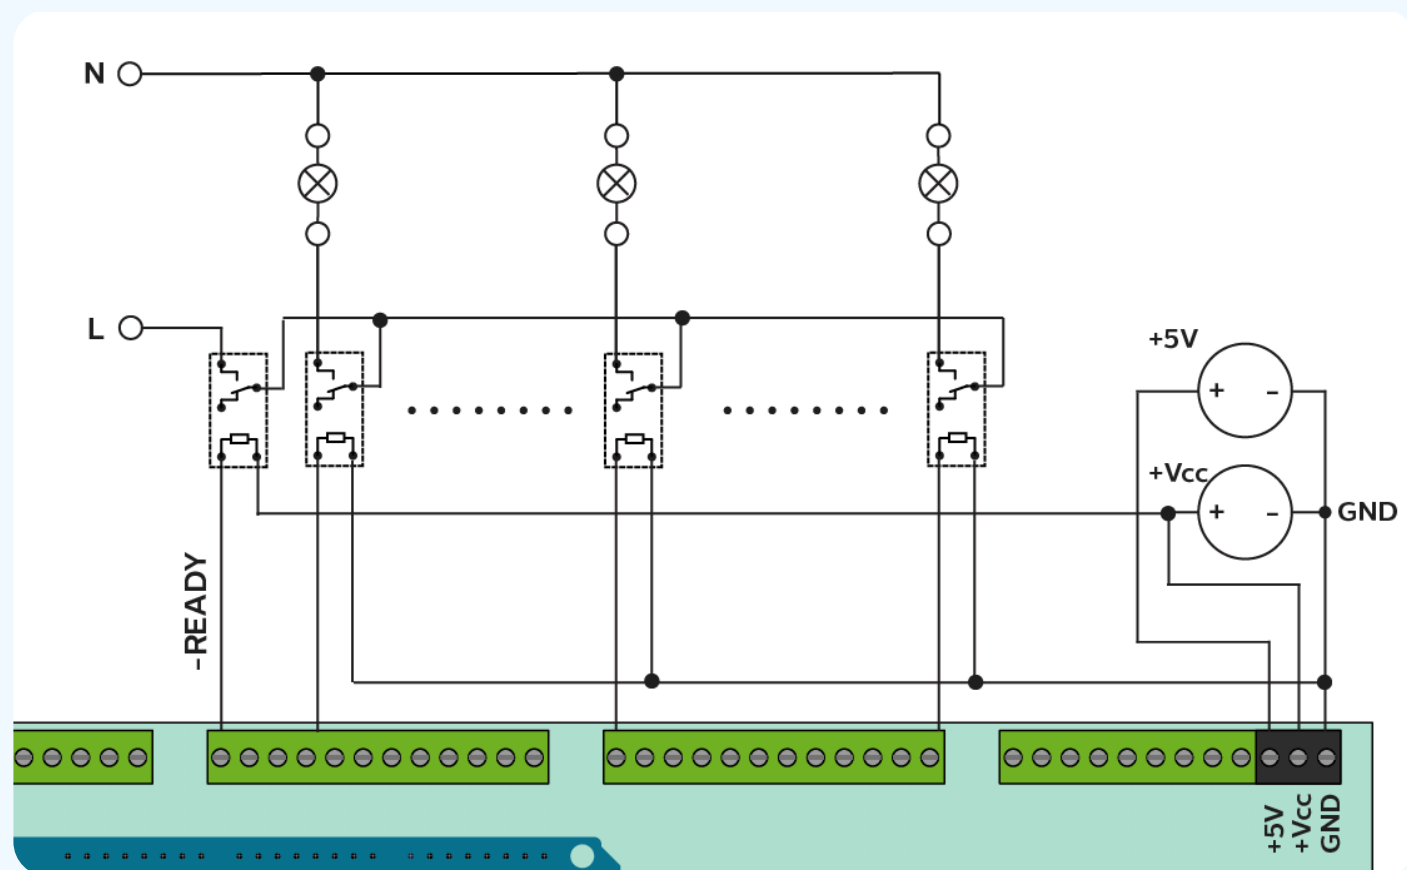 N
L
+5V
+ –
+Vcc
+ –
GND
–READY
+5V
+Vcc
GND